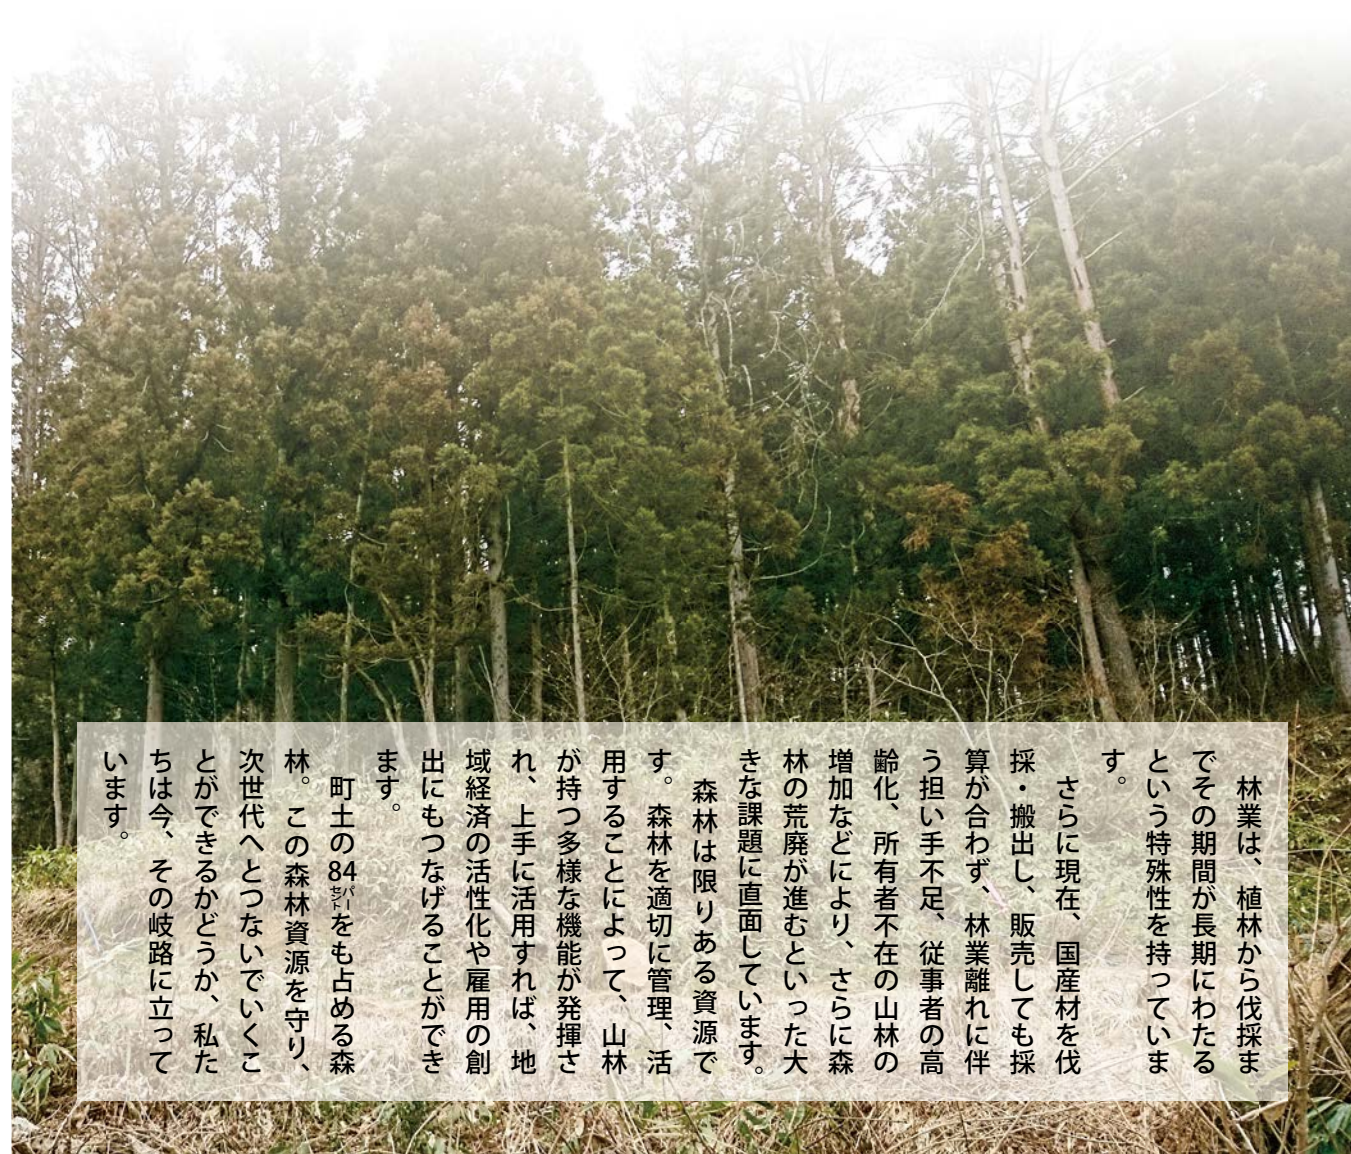 林業は、植林から伐採ま
でその期間が長期にわたる
という特殊性を持っていま
す。
さらに現在、国産材を伐
採・搬出し、販売しても採
算が合わず、林業離れに伴
う担い手不足、従事者の高
齢化、所有者不在の山林の
増加などにより、さらに森
林の荒廃が進むといった大
きな課題に直面しています。
森林は限りある資源で
す。森林を適切に管理、活
用することによって、山林
が持つ多様な機能が発揮さ
れ、上手に活用すれば、地
域経済の活性化や雇用の創
出にもつなげることができ
ます。
町土の84パーセントをも占める森
林。この森林資源を守り、
次世代へとつないでいくこ
とができるかどうか、私た
ちは今、その岐路に立って
います。